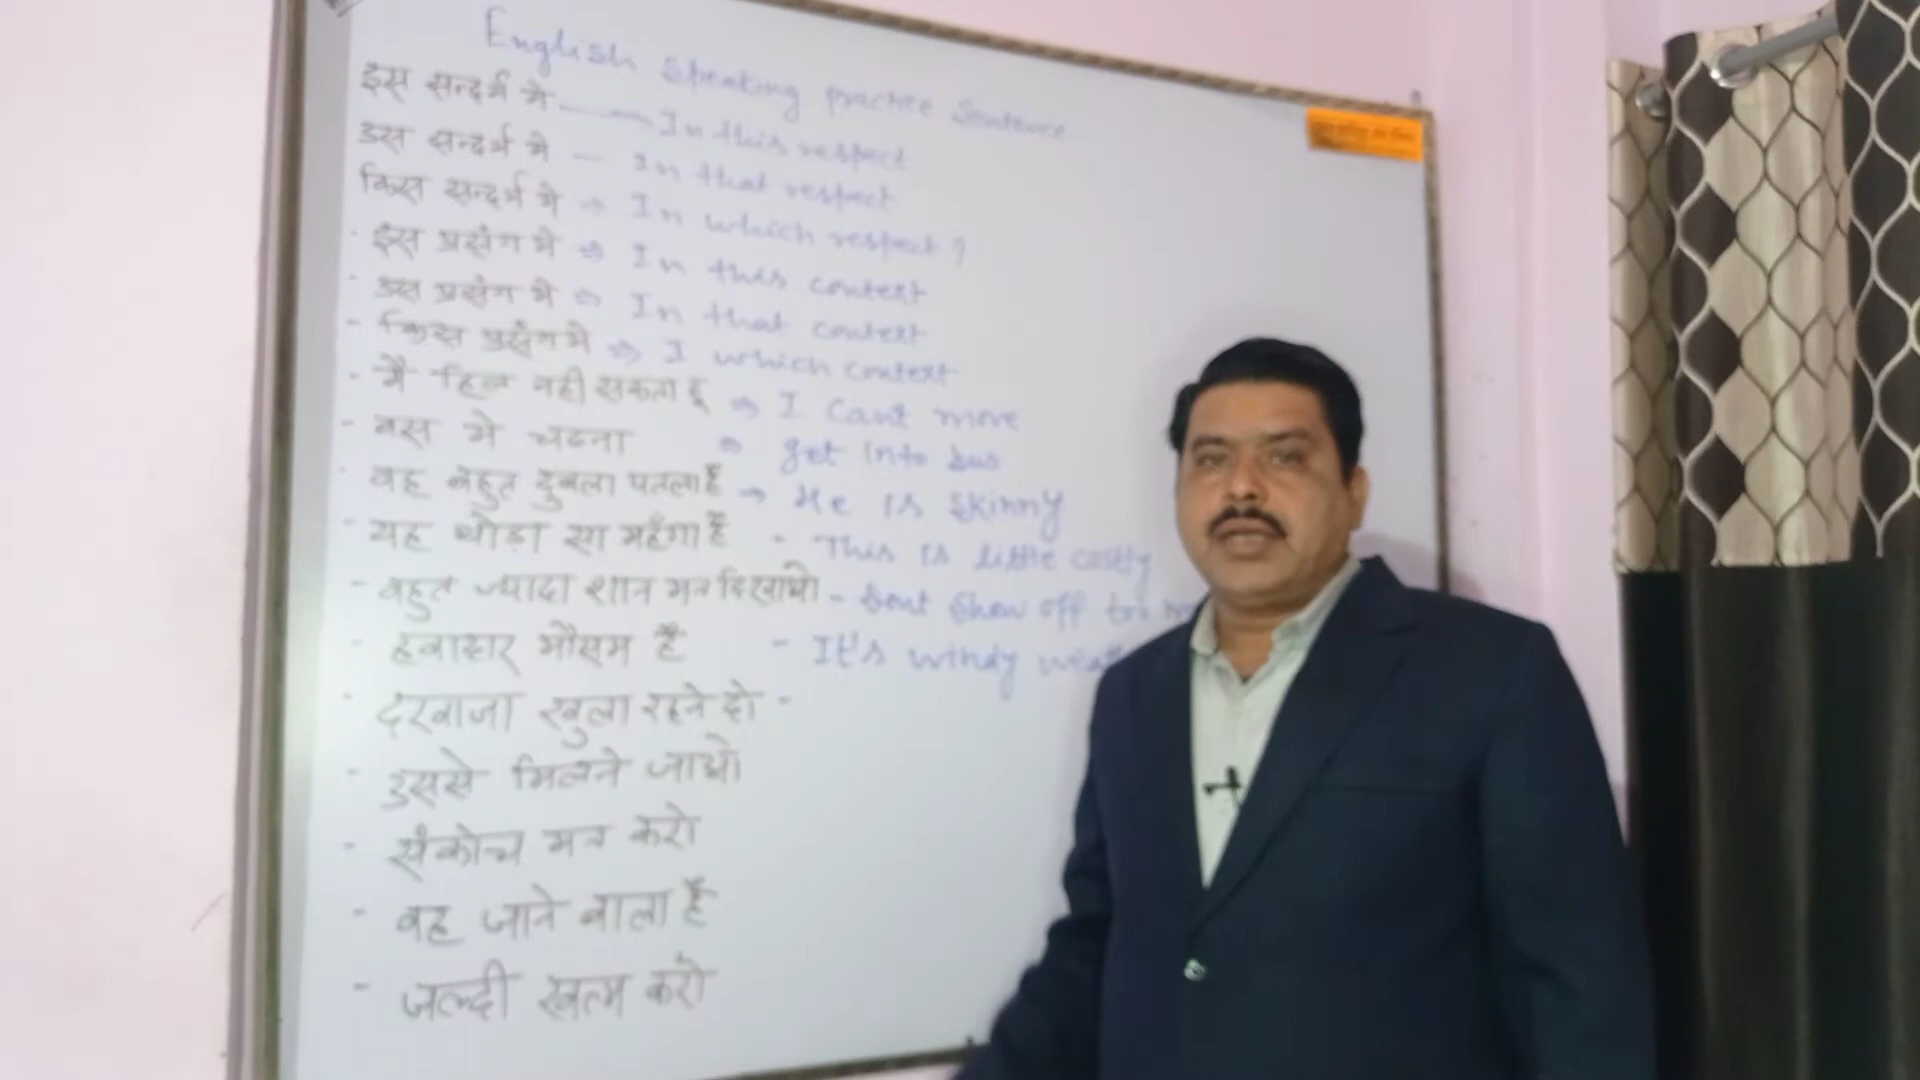 English Speaking practice Sentence
इस सन्दर्भ मे — In this respect
उस सन्दर्भ मे — In that respect
किस सन्दर्भ मे ⇒ In which respect ?
- इस प्रसंग मे ⇒ In this context
- उस प्रसंग मे ⇒ In that context
- किस प्रसंग मे ⇒ I which context
- मै हिल नही सकता हू ⇒ I Cant move
- बस मे चढना ⇒ get into bus
- वह बहुत दुबला पतला है → He is skinny
- यह थोडा सा महँगा है - This is little costly
- बहुत ज्यादा शान मत दिखाओ - Dont Show off too
- हवादार मौसम है - It's windy
- दरवाजा खुला रहने दो -
- उससे मिलने जाओ
- संकोच मत करो
- वह जाने वाला है
- जल्दी खत्म करो